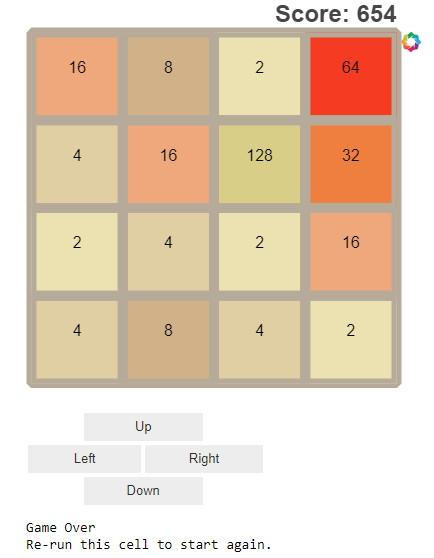 Score: 654
16 8 2 64
4 16 128 32
2 4 2 16
4 8 4 2
Up
Left Right
Down
Game Over
Re-run this cell to start again.